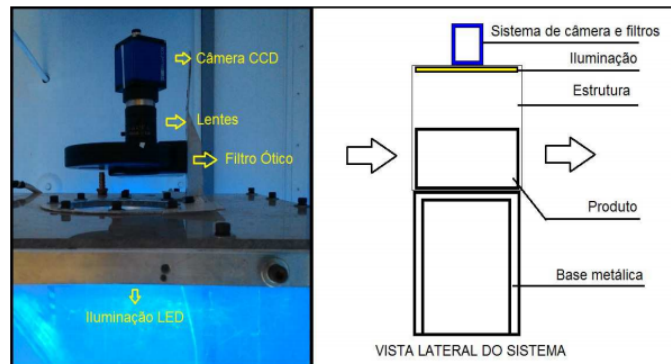 Câmera CCD
Lentes
Filtro Ótico
Iluminação LED
Sistema de câmera e filtros
Iluminação
Estrutura
Produto
Base metálica
VISTA LATERAL DO SISTEMA